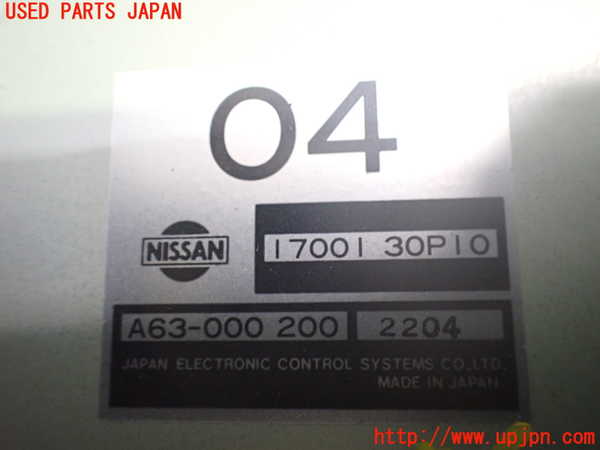 USED PARTS JAPAN
04
NISSAN
17001 30P10
A63-000 200 2204
JAPAN ELECTRONIC CONTROL SYSTEMS CO.,LTD.
MADE IN JAPAN
http://www.upjpn.com/